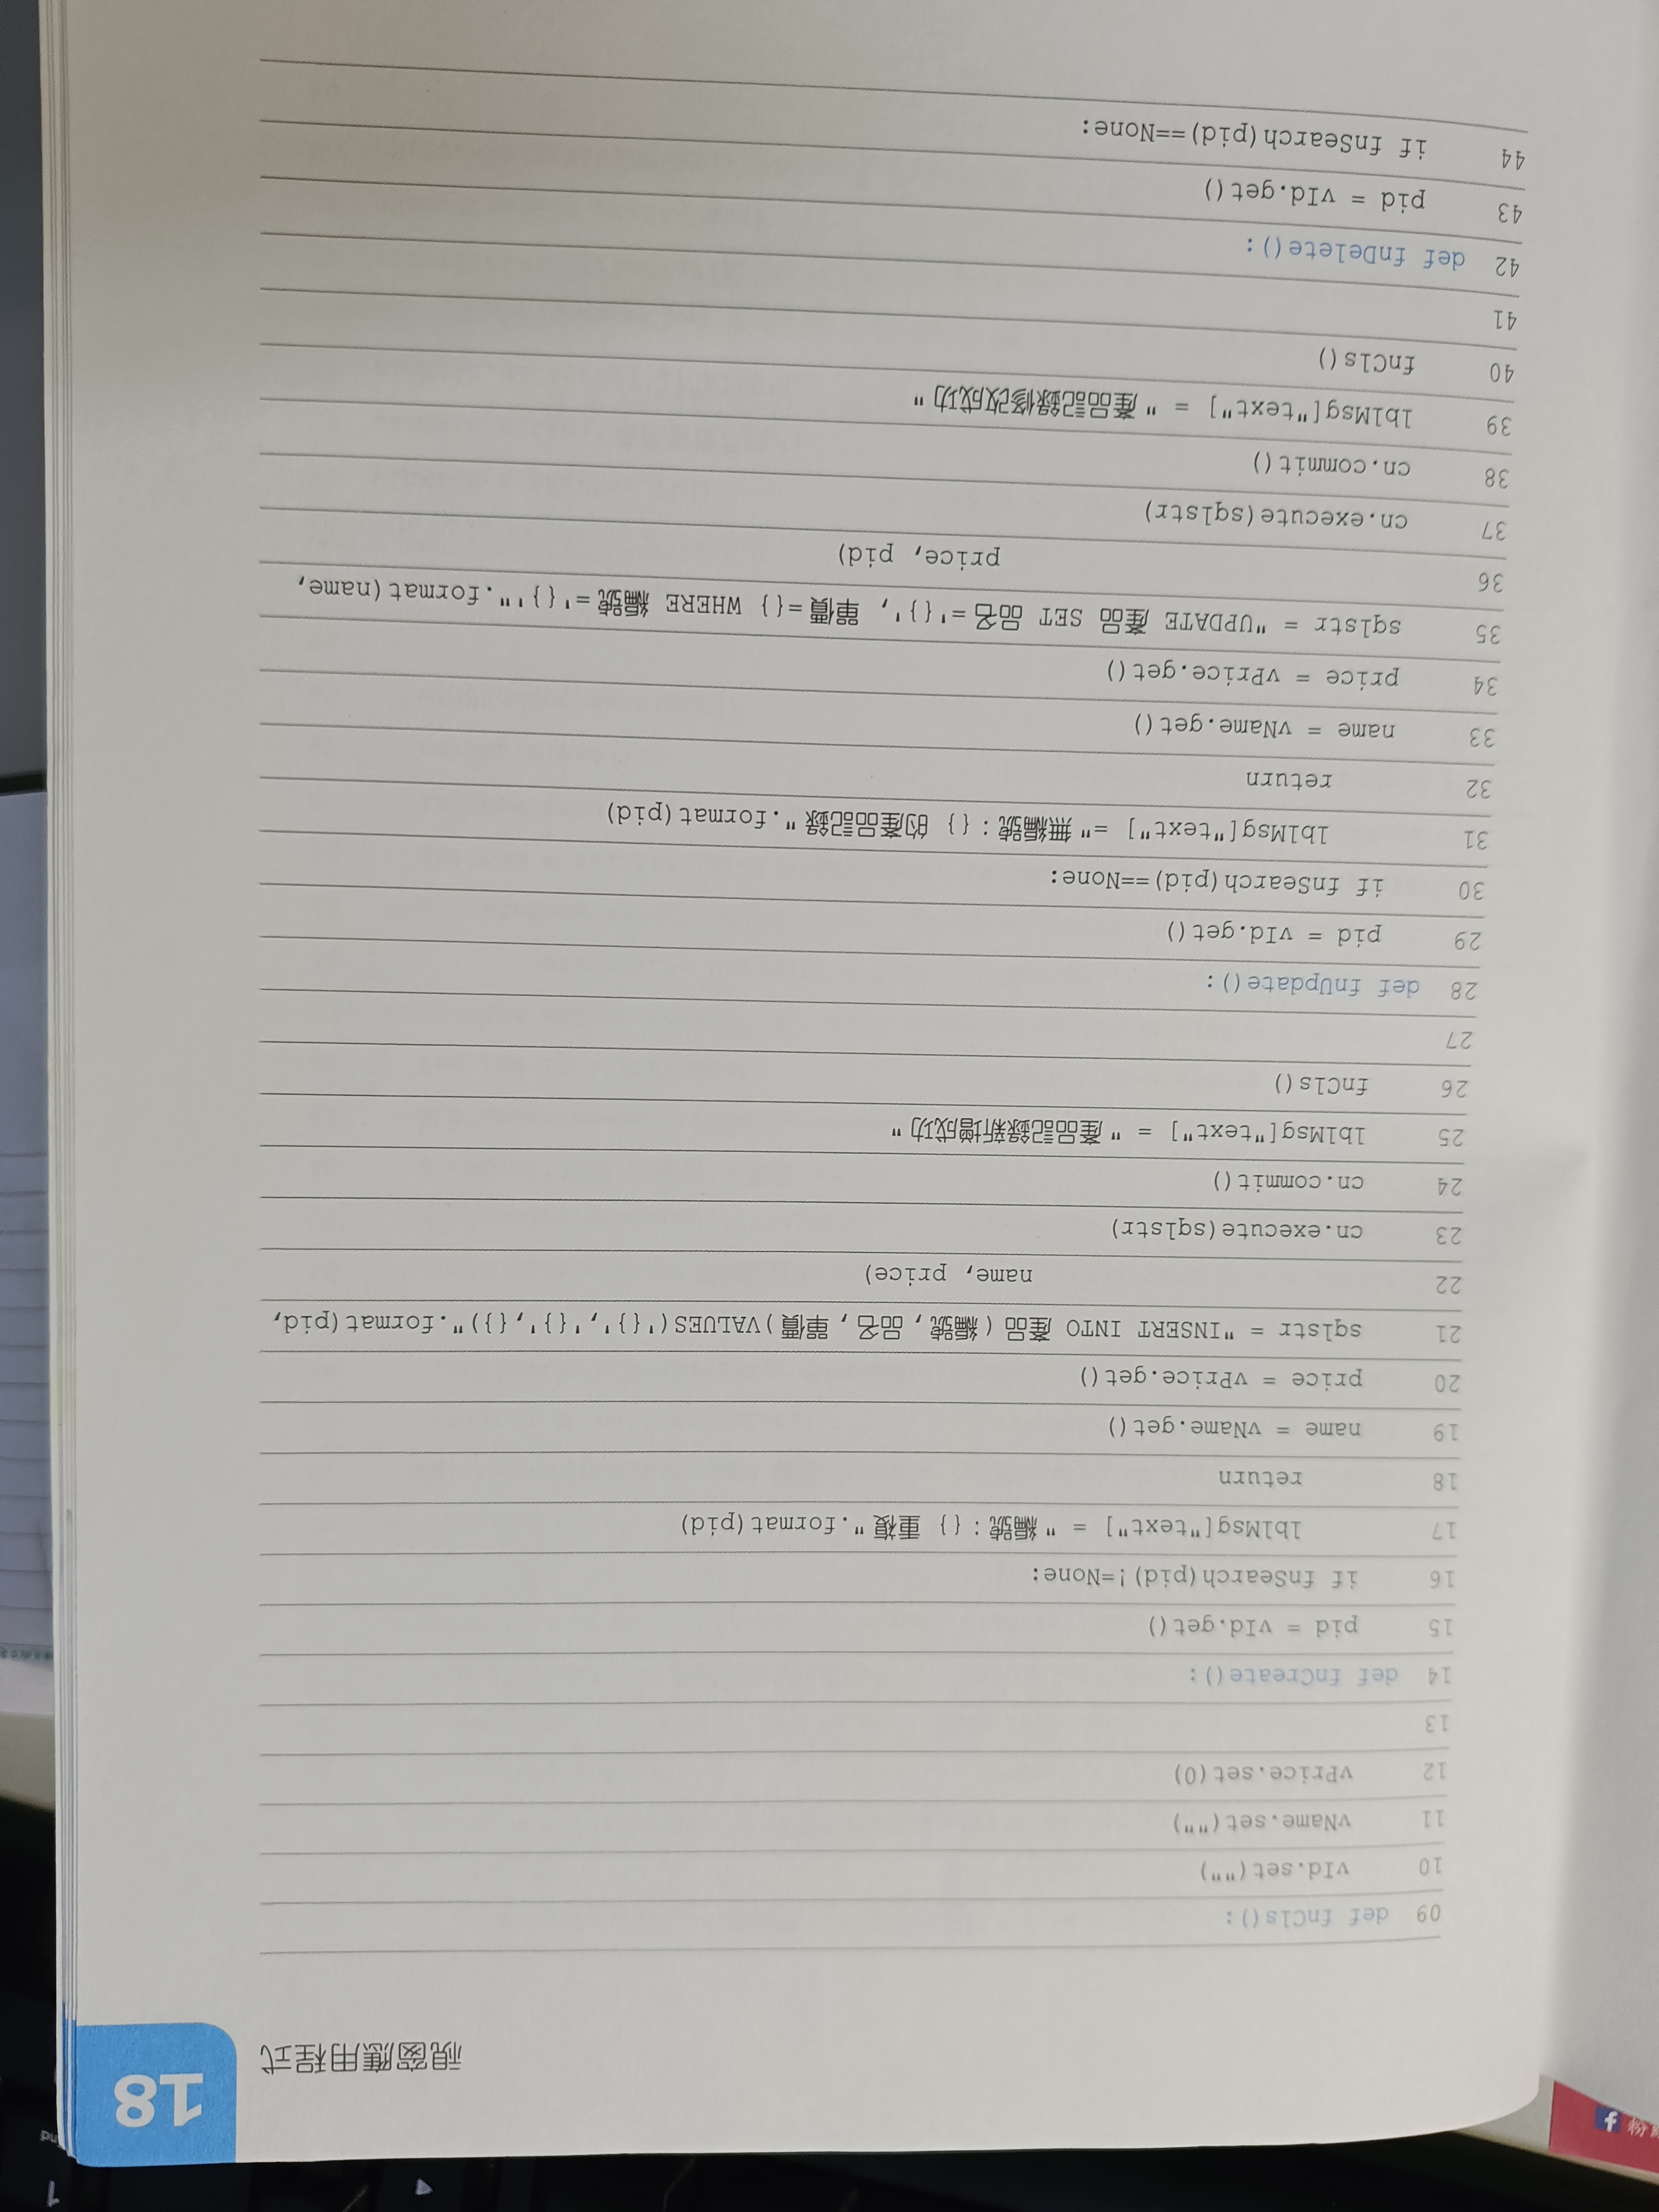 18
視窗應用程式
09 def fnCls():
10 vId.set("")
11 vName.set("")
12 vPrice.set(0)
13
14 def fnCreate():
15 pid = vId.get()
16 if fnSearch(pid)!=None:
17 lblMsg["text"] = "編號：{} 重複".format(pid)
18 return
19 name = vName.get()
20 price = vPrice.get()
21 sqlstr = "INSERT INTO 產品(編號,品名,單價)VALUES('{}','{}',{})".format(pid,
22 name, price)
23 cn.execute(sqlstr)
24 cn.commit()
25 lblMsg["text"] = "產品記錄新增成功"
26 fnCls()
27
28 def fnUpdate():
29 pid = vId.get()
30 if fnSearch(pid)==None:
31 lblMsg["text"] ="無編號：{} 的產品記錄".format(pid)
32 return
33 name = vName.get()
34 price = vPrice.get()
35 sqlstr = "UPDATE 產品 SET 品名='{}', 單價={} WHERE 編號='{}'".format(name,
36 price, pid)
37 cn.execute(sqlstr)
38 cn.commit()
39 lblMsg["text"] = "產品記錄修改成功"
40 fnCls()
41
42 def fnDelete():
43 pid = vId.get()
44 if fnSearch(pid)==None: